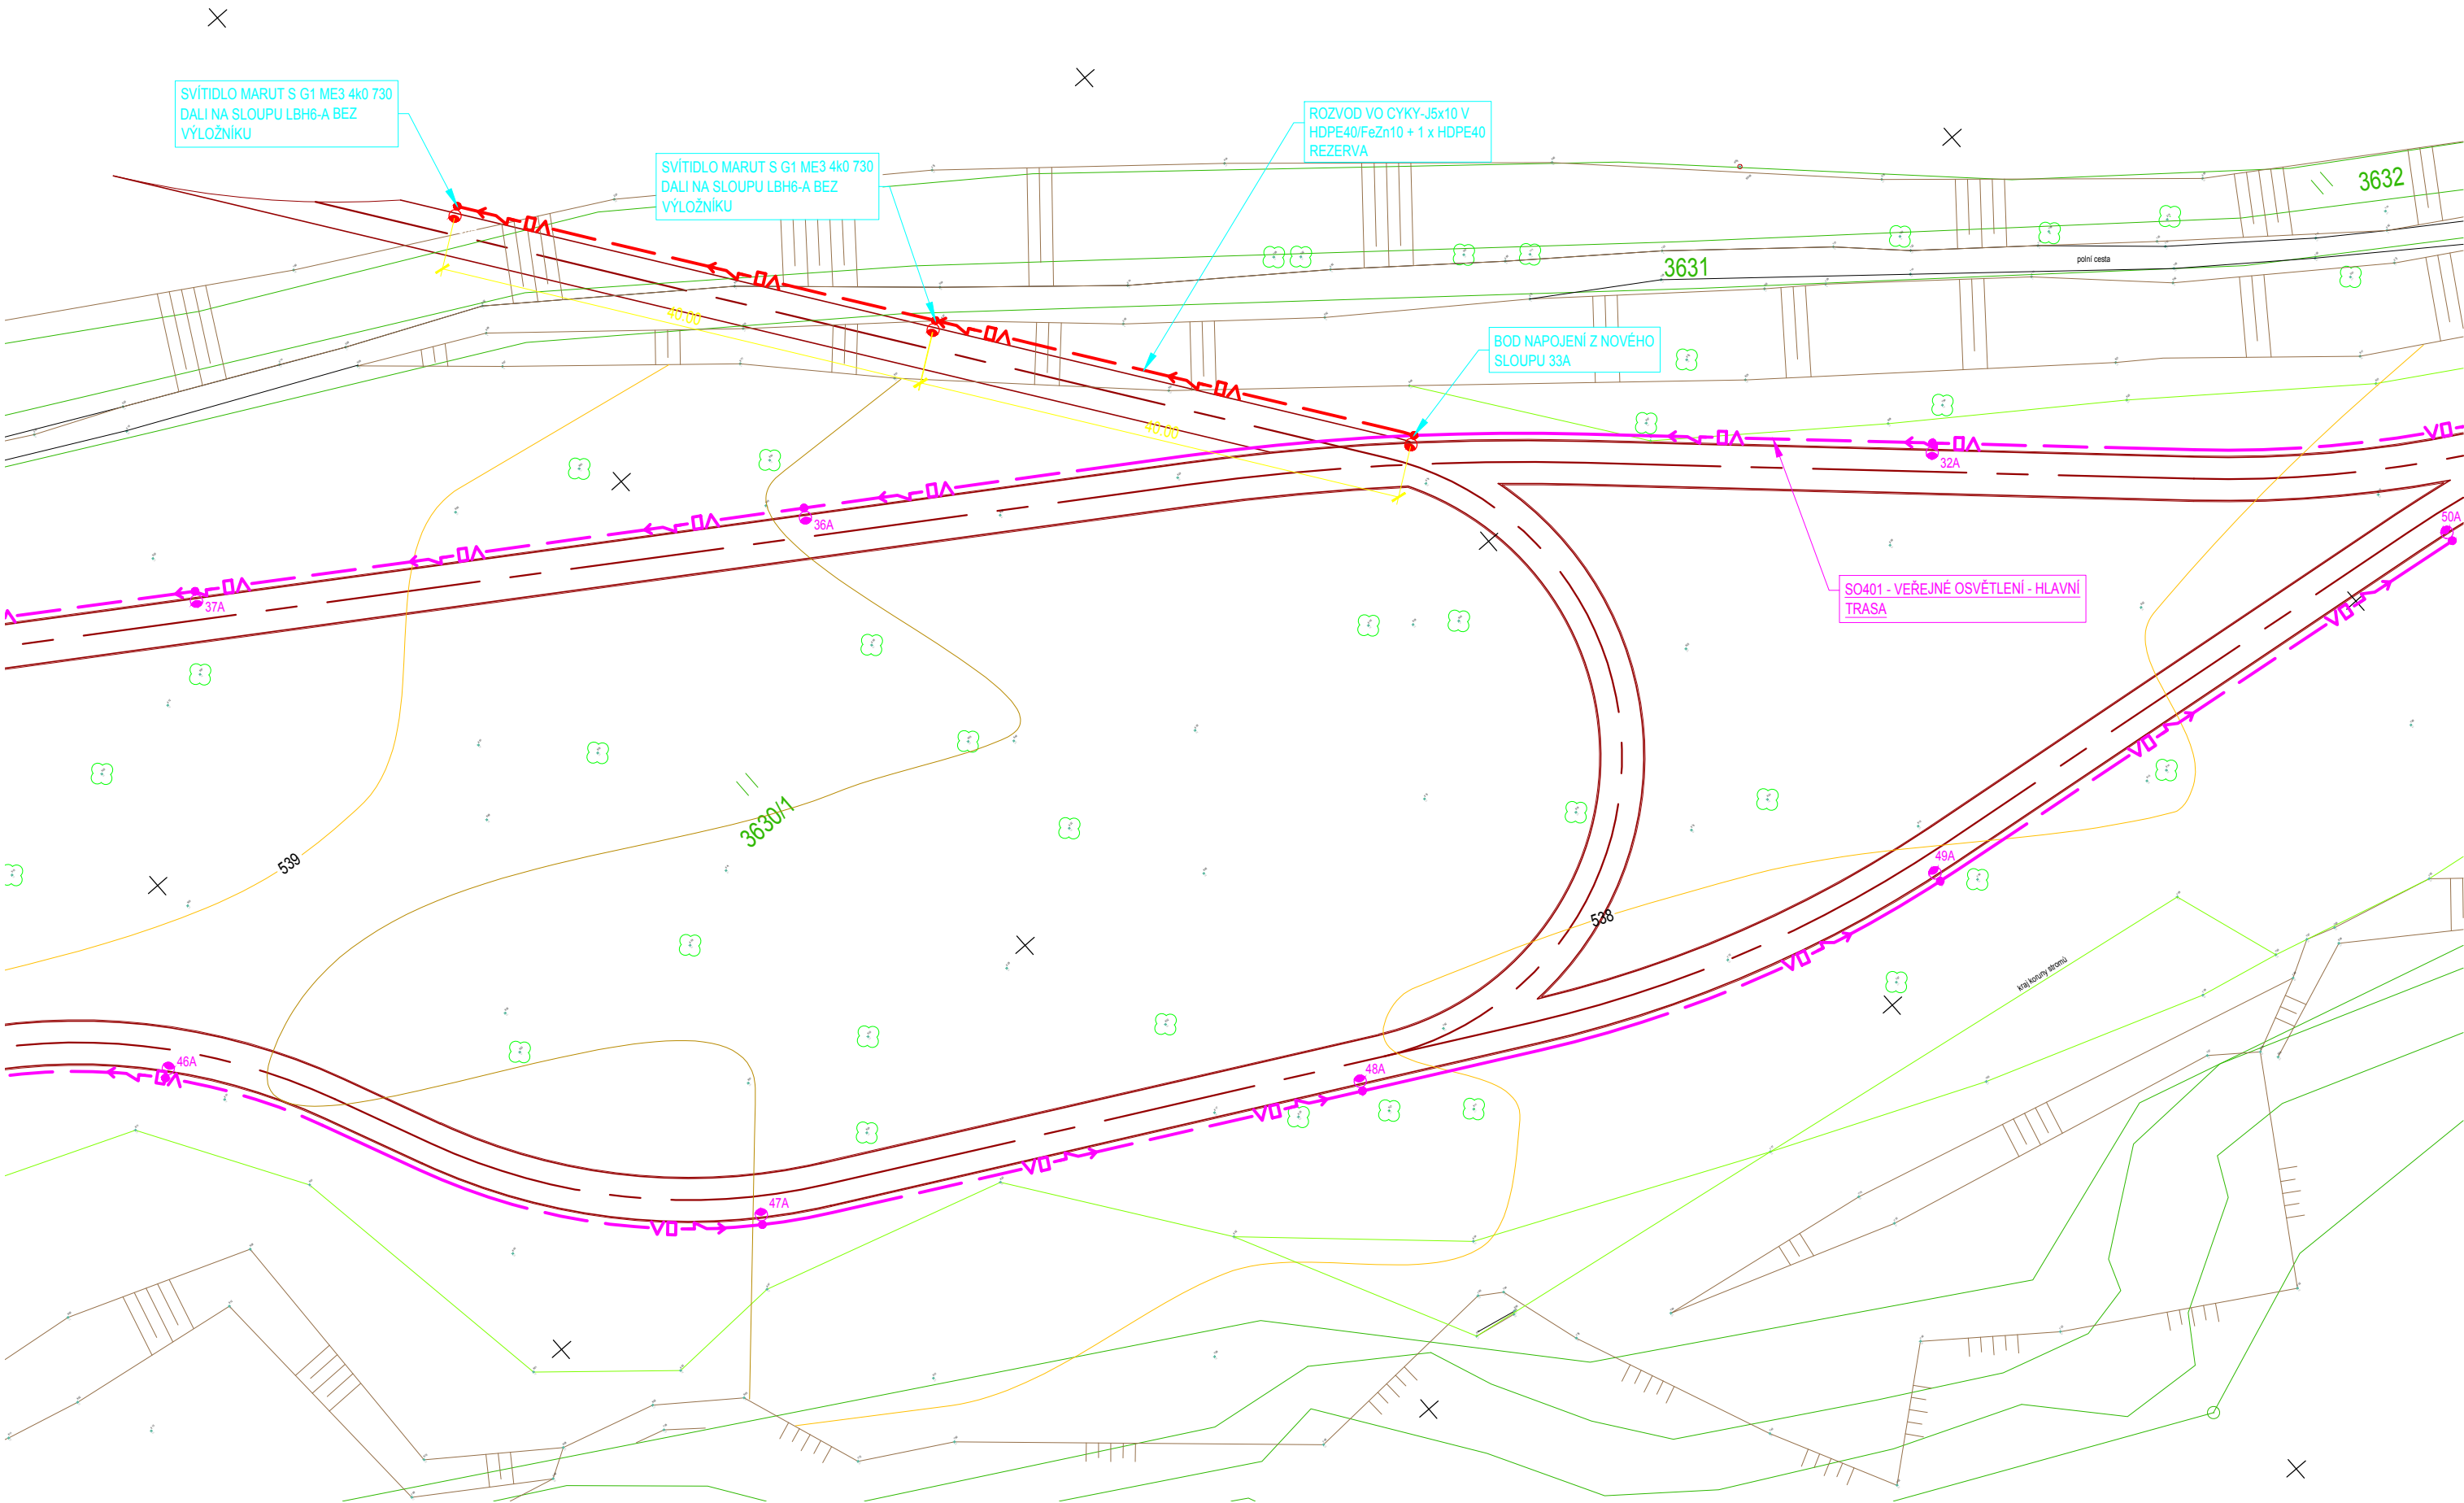 SVÍTIDLO MARUT S G1 ME3 4k0 730
DALI NA SLOUPU LBH6-A BEZ
VÝLOŽNÍKU
SVÍTIDLO MARUT S G1 ME3 4k0 730
DALI NA SLOUPU LBH6-A BEZ
VÝLOŽNÍKU
ROZVOD VO CYKY-J5x10 V
HDPE40/FeZn10 + 1 x HDPE40
REZERVA
3632
3631
polní cesta
40,00
BOD NAPOJENÍ Z NOVÉHO
SLOUPU 33A
40,00
32A
36A
50A
37A
SO401 - VEŘEJNÉ OSVĚTLENÍ - HLAVNÍ
TRASA
3630/1
539
49A
538
kraj koruny stromů
46A
48A
47A